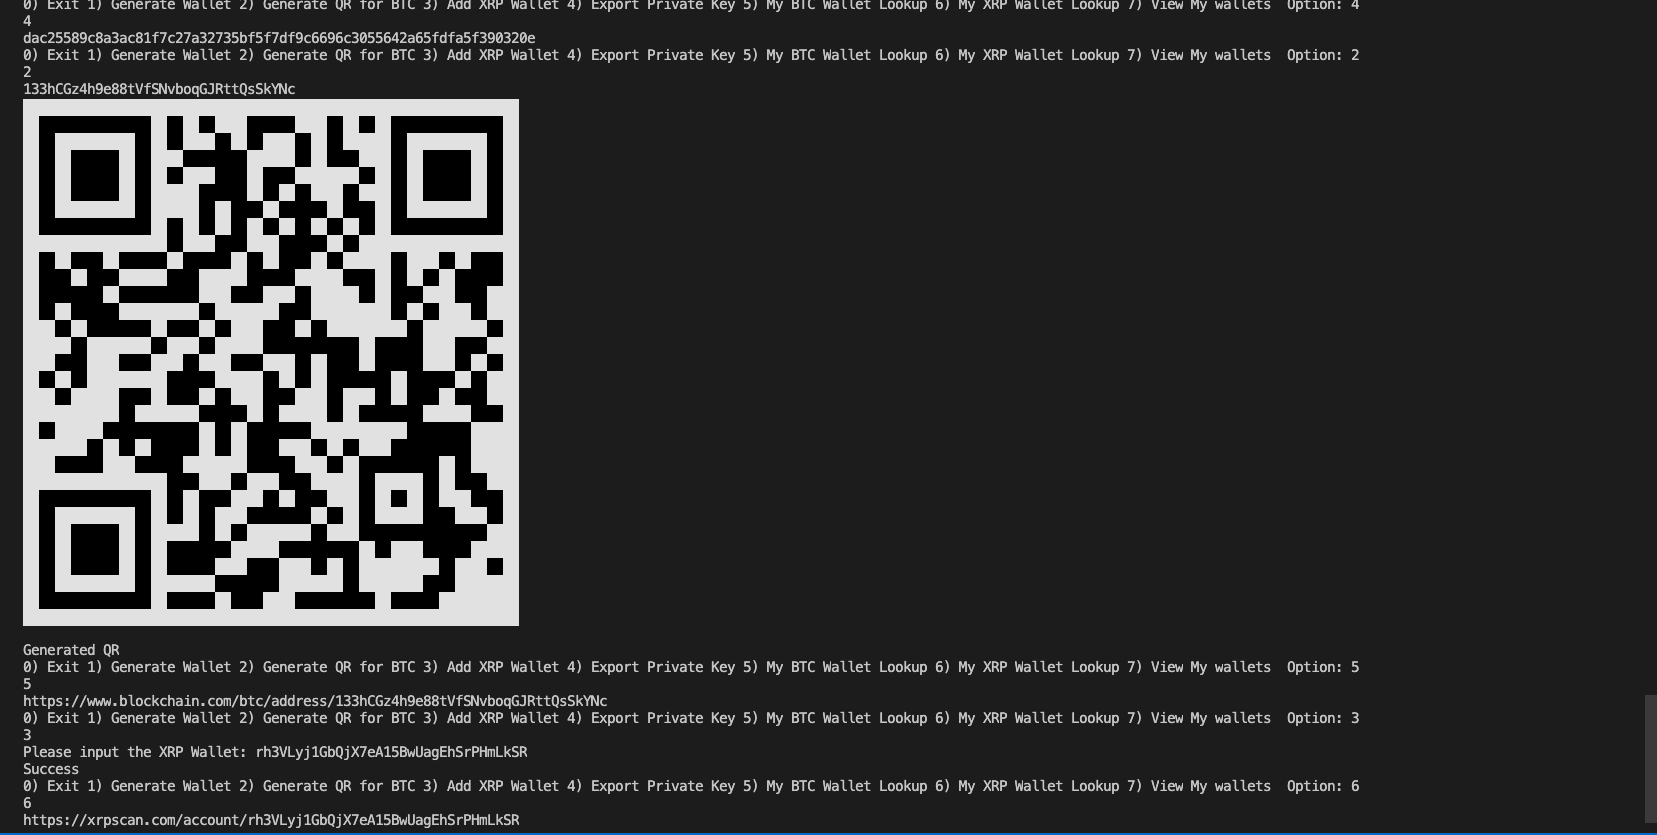 0) Exit 1) Generate Wallet 2) Generate QR for BTC 3) Add XRP Wallet 4) Export Private Key 5) My BTC Wallet Lookup 6) My XRP Wallet Lookup 7) View My wallets  Option: 4
4
dac25589c8a3ac81f7c27a32735bf5f7df9c6696c3055642a65fdfa5f390320e
0) Exit 1) Generate Wallet 2) Generate QR for BTC 3) Add XRP Wallet 4) Export Private Key 5) My BTC Wallet Lookup 6) My XRP Wallet Lookup 7) View My wallets  Option: 2
2
133hCGz4h9e88tVfSNvboqGJRttQsSkYNc
Generated QR
0) Exit 1) Generate Wallet 2) Generate QR for BTC 3) Add XRP Wallet 4) Export Private Key 5) My BTC Wallet Lookup 6) My XRP Wallet Lookup 7) View My wallets  Option: 5
5
https://www.blockchain.com/btc/address/133hCGz4h9e88tVfSNvboqGJRttQsSkYNc
0) Exit 1) Generate Wallet 2) Generate QR for BTC 3) Add XRP Wallet 4) Export Private Key 5) My BTC Wallet Lookup 6) My XRP Wallet Lookup 7) View My wallets  Option: 3
3
Please input the XRP Wallet: rh3VLyj1GbQjX7eA15BwUagEhSrPHmLkSR
Success
0) Exit 1) Generate Wallet 2) Generate QR for BTC 3) Add XRP Wallet 4) Export Private Key 5) My BTC Wallet Lookup 6) My XRP Wallet Lookup 7) View My wallets  Option: 6
6
https://xrpscan.com/account/rh3VLyj1GbQjX7eA15BwUagEhSrPHmLkSR